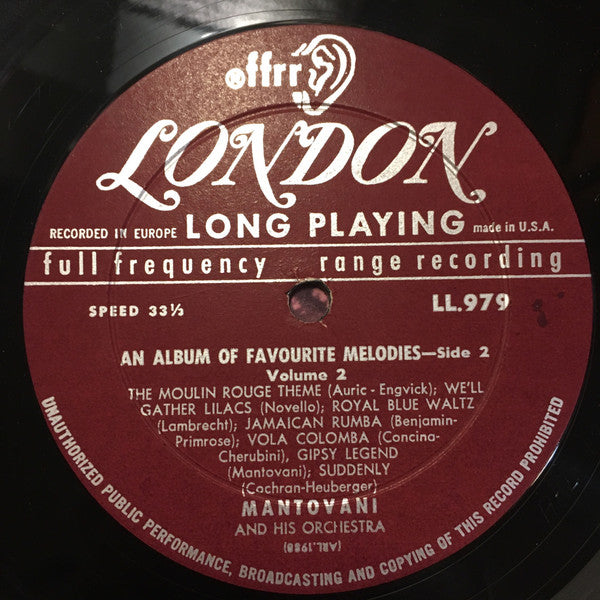 ffrr
LONDON
RECORDED IN EUROPE LONG PLAYING made in U.S.A.
full frequency range recording
SPEED 33⅓ LL.979
AN ALBUM OF FAVOURITE MELODIES—Side 2
Volume 2
THE MOULIN ROUGE THEME (Auric - Engvick); WE'LL
GATHER LILACS (Novello); ROYAL BLUE WALTZ
(Lambrecht); JAMAICAN RUMBA (Benjamin-
Primrose); VOLA COLOMBA (Concina-
Cherubini), GIPSY LEGEND
(Mantovani); SUDDENLY
(Cochran-Heuberger)
MANTOVANI
AND HIS ORCHESTRA
(ARL.1988)
UNAUTHORIZED PUBLIC PERFORMANCE, BROADCASTING AND COPYING OF THIS RECORD PROHIBITED